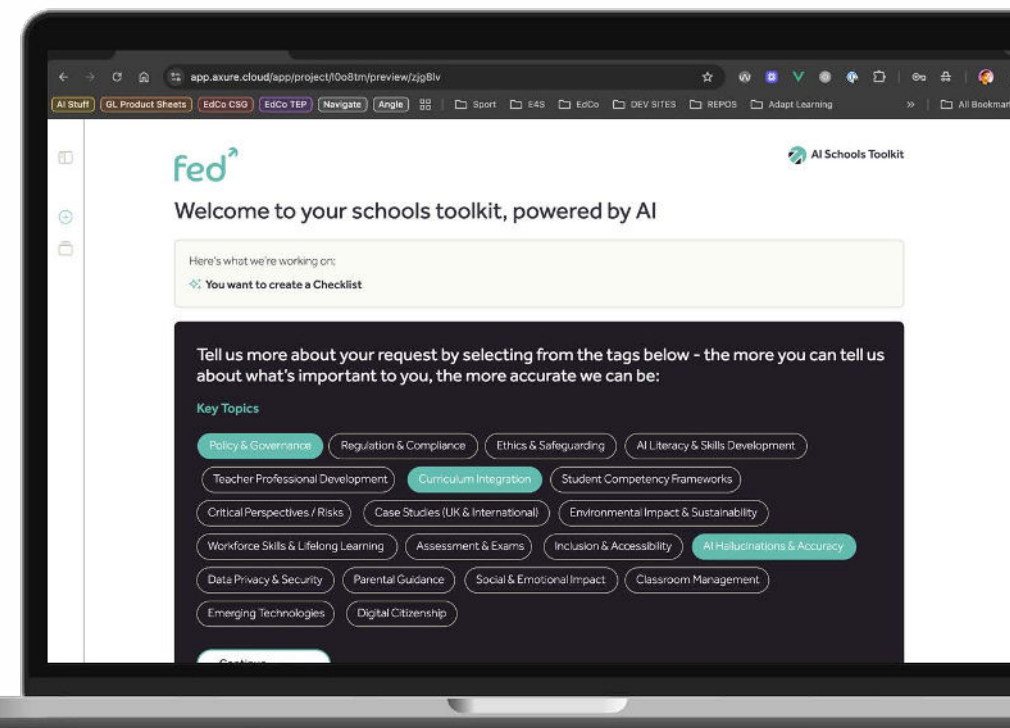 app.axure.cloud/app/project/l0o8tm/preview/zjg8lv
AI Stuff GL Product Sheets EdCo CSG EdCo TEP Navigate Angle Sport E4S EdCo DEV SITES REPOS Adapt Learning » All Bookmar
fed
AI Schools Toolkit
Welcome to your schools toolkit, powered by AI
Here's what we're working on:
You want to create a Checklist
Tell us more about your request by selecting from the tags below - the more you can tell us
about what's important to you, the more accurate we can be:
Key Topics
Policy & Governance Regulation & Compliance Ethics & Safeguarding AI Literacy & Skills Development
Teacher Professional Development Curriculum Integration Student Competency Frameworks
Critical Perspectives / Risks Case Studies (UK & International) Environmental Impact & Sustainability
Workforce Skills & Lifelong Learning Assessment & Exams Inclusion & Accessibility AI Hallucinations & Accuracy
Data Privacy & Security Parental Guidance Social & Emotional Impact Classroom Management
Emerging Technologies Digital Citizenship
Continue